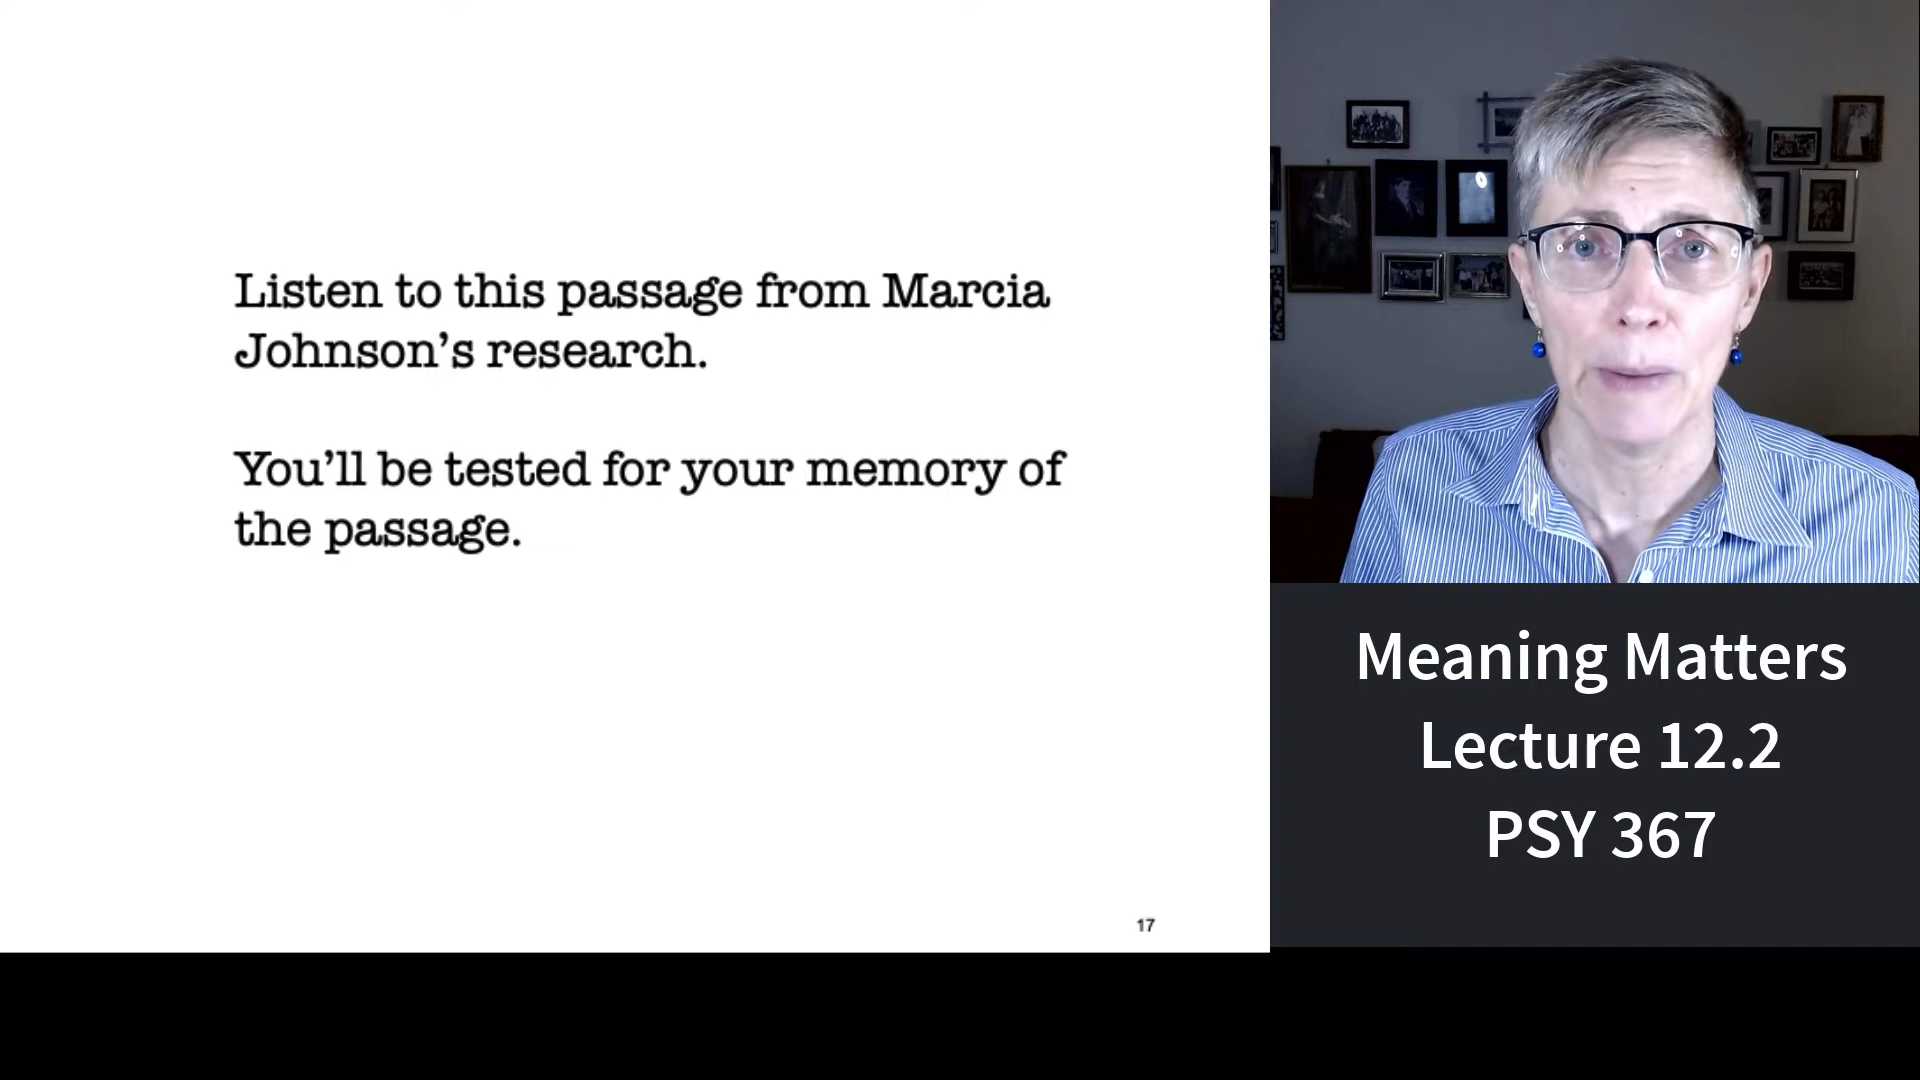 Listen to this passage from Marcia
Johnson’s research.
You’ll be tested for your memory of
the passage.
17
Meaning Matters
Lecture 12.2
PSY 367